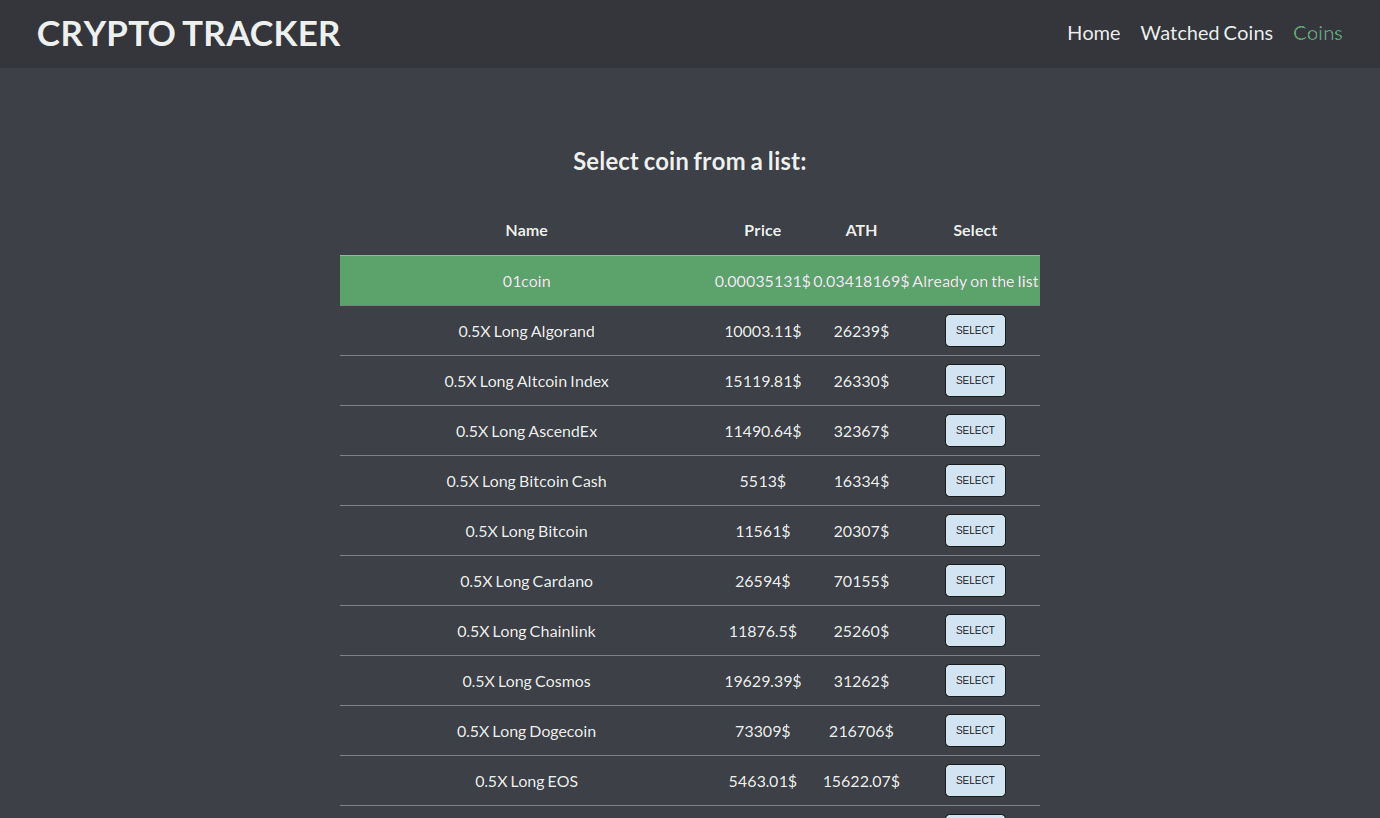 CRYPTO TRACKER Home Watched Coins Coins
Select coin from a list:
Name Price ATH Select
01coin 0.00035131$ 0.03418169$ Already on the list
0.5X Long Algorand 10003.11$ 26239$ SELECT
0.5X Long Altcoin Index 15119.81$ 26330$ SELECT
0.5X Long AscendEx 11490.64$ 32367$ SELECT
0.5X Long Bitcoin Cash 5513$ 16334$ SELECT
0.5X Long Bitcoin 11561$ 20307$ SELECT
0.5X Long Cardano 26594$ 70155$ SELECT
0.5X Long Chainlink 11876.5$ 25260$ SELECT
0.5X Long Cosmos 19629.39$ 31262$ SELECT
0.5X Long Dogecoin 73309$ 216706$ SELECT
0.5X Long EOS 5463.01$ 15622.07$ SELECT